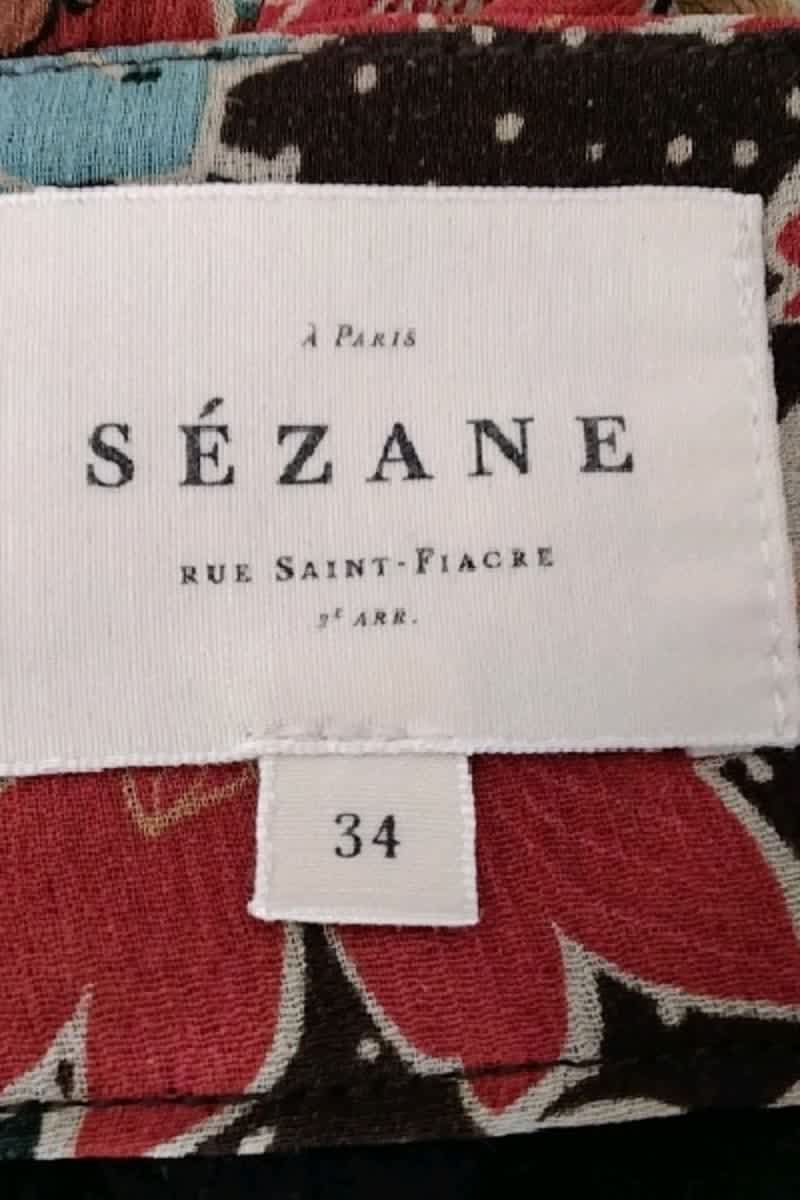 À PARIS
SÉZANE
RUE SAINT-FIACRE
2E ARR.
34